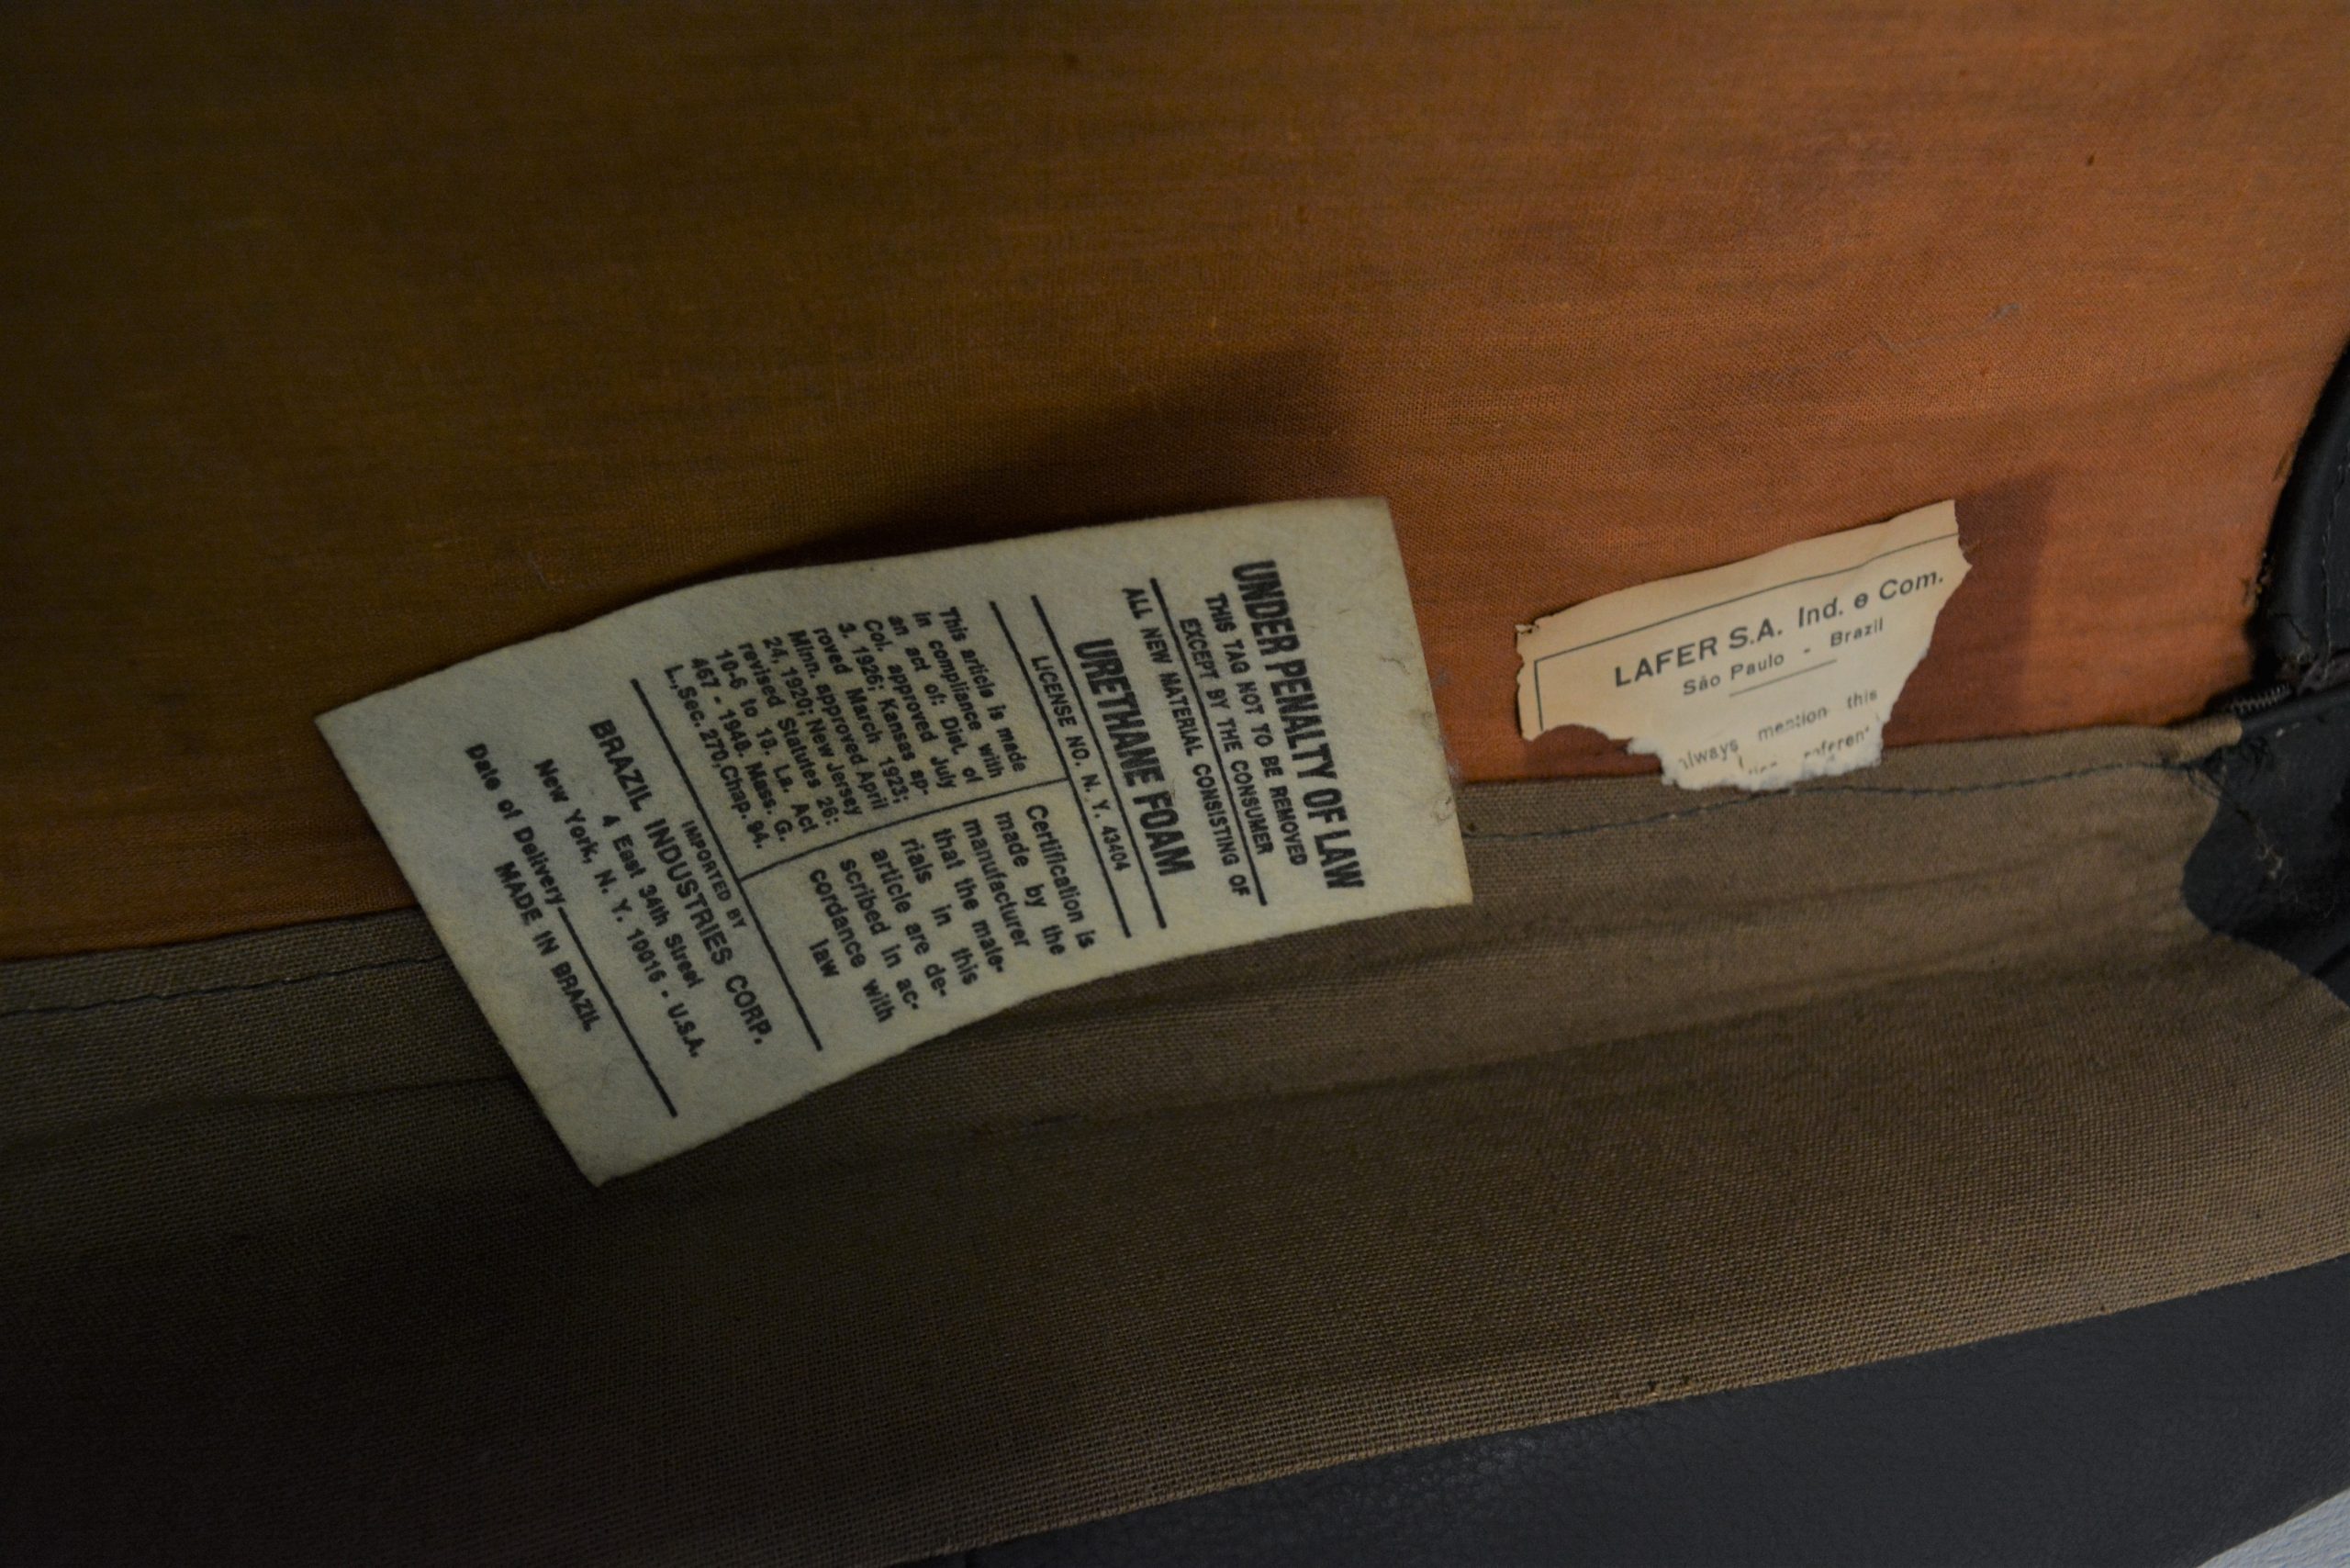 UNDER PENALTY OF LAW
THIS TAG NOT TO BE REMOVED
EXCEPT BY THE CONSUMER
ALL NEW MATERIAL CONSISTING OF
URETHANE FOAM
LICENSE NO. N. Y. 43404
This article is made
in compliance with
an act of: Dist. of
Col. approved July
3, 1926; Kansas ap-
roved March 1923;
Minn. approved April
24, 1920; New Jersey
revised Statutes 26:
10-6 to 18. La. Act
467 - 1948. Mass. G.
L., Sec. 270, Chap. 94.
Certification is
made by the
manufacturer
that the mate-
rials in this
article are de-
scribed in ac-
cordance with
law
IMPORTED BY
BRAZIL INDUSTRIES CORP.
4 East 34th Street
New York, N. Y. 10016 - U.S.A.
Date of Delivery
MADE IN BRAZIL
LAFER S.A. Ind. e Com.
São Paulo - Brazil
always mention this